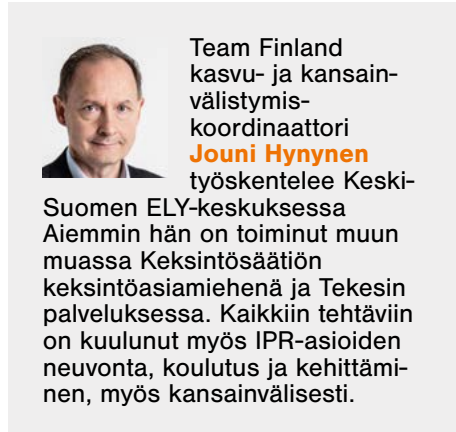 Team Finland
kasvu- ja kansain-
välistymis-
koordinaattori
Jouni Hynynen
työskentelee Keski-
Suomen ELY-keskuksessa
Aiemmin hän on toiminut muun
muassa Keksintösäätiön
keksintöasiamiehenä ja Tekesin
palveluksessa. Kaikkiin tehtäviin
on kuulunut myös IPR-asioiden
neuvonta, koulutus ja kehittämi-
nen, myös kansainvälisesti.